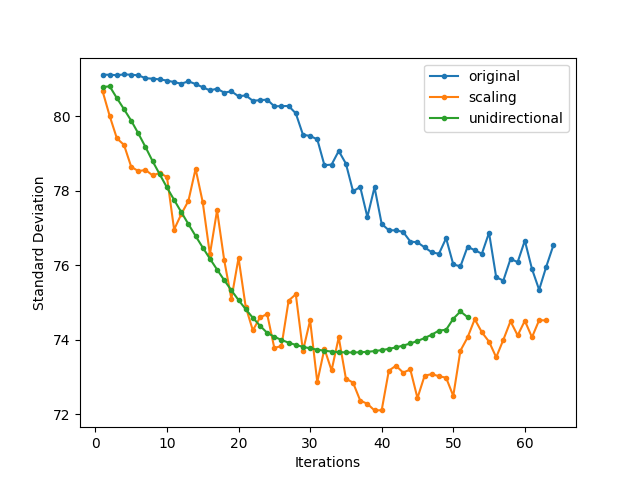 original
scaling
unidirectional
80
78
76
74
72
Standard Deviation
0 10 20 30 40 50 60
Iterations